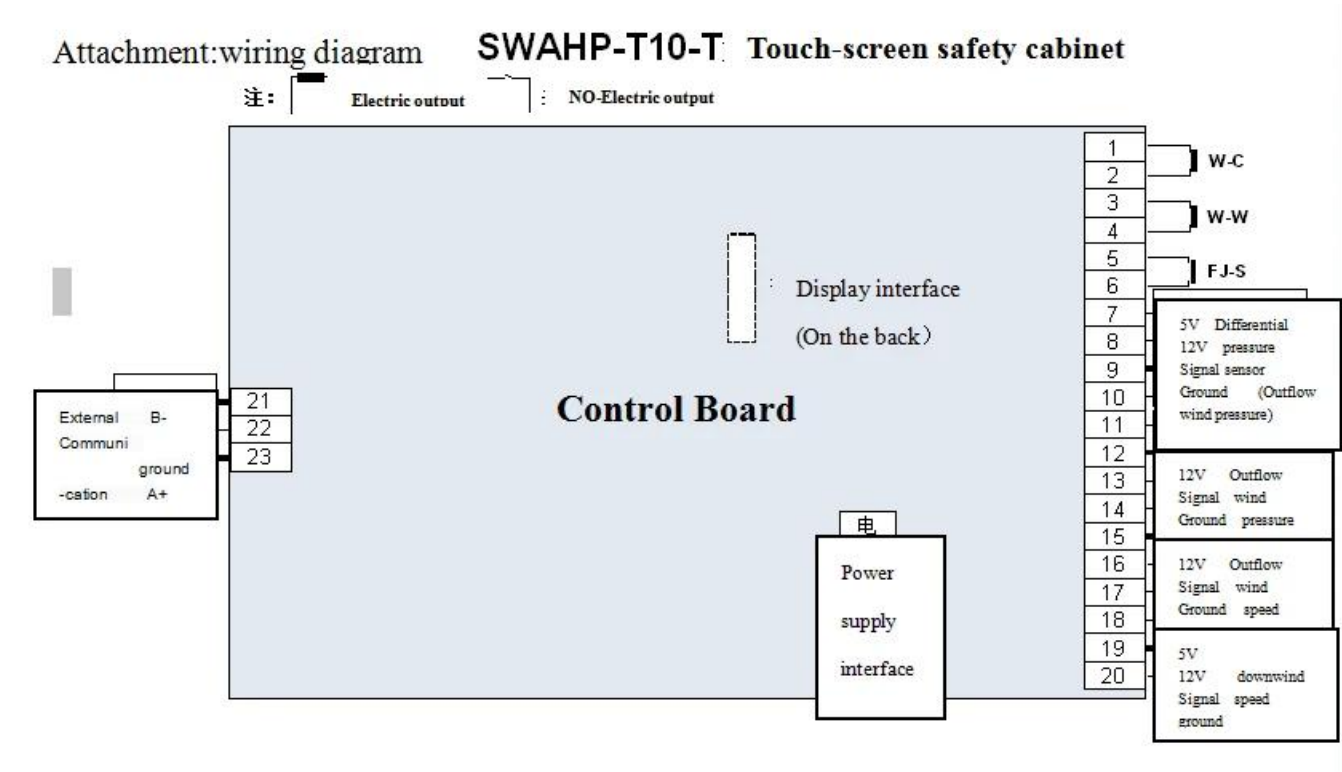 Attachment:wiring diagram SWAHP-T10-T Touch-screen safety cabinet
注: Electric output : NO-Electric output
1
2
W-C
3
4
W-W
5
6
FJ-S
7
8
9
10
11
12
13
14
15
16
17
18
19
20
5V Differential
12V pressure
Signal sensor
Ground (Outflow
wind pressure)
12V Outflow
Signal wind
Ground pressure
12V Outflow
Signal wind
Ground speed
5V
12V downwind
Signal speed
ground
: Display interface
(On the back）
Control Board
21
22
23
External B-
Communi
ground
-cation A+
电
Power
supply
interface